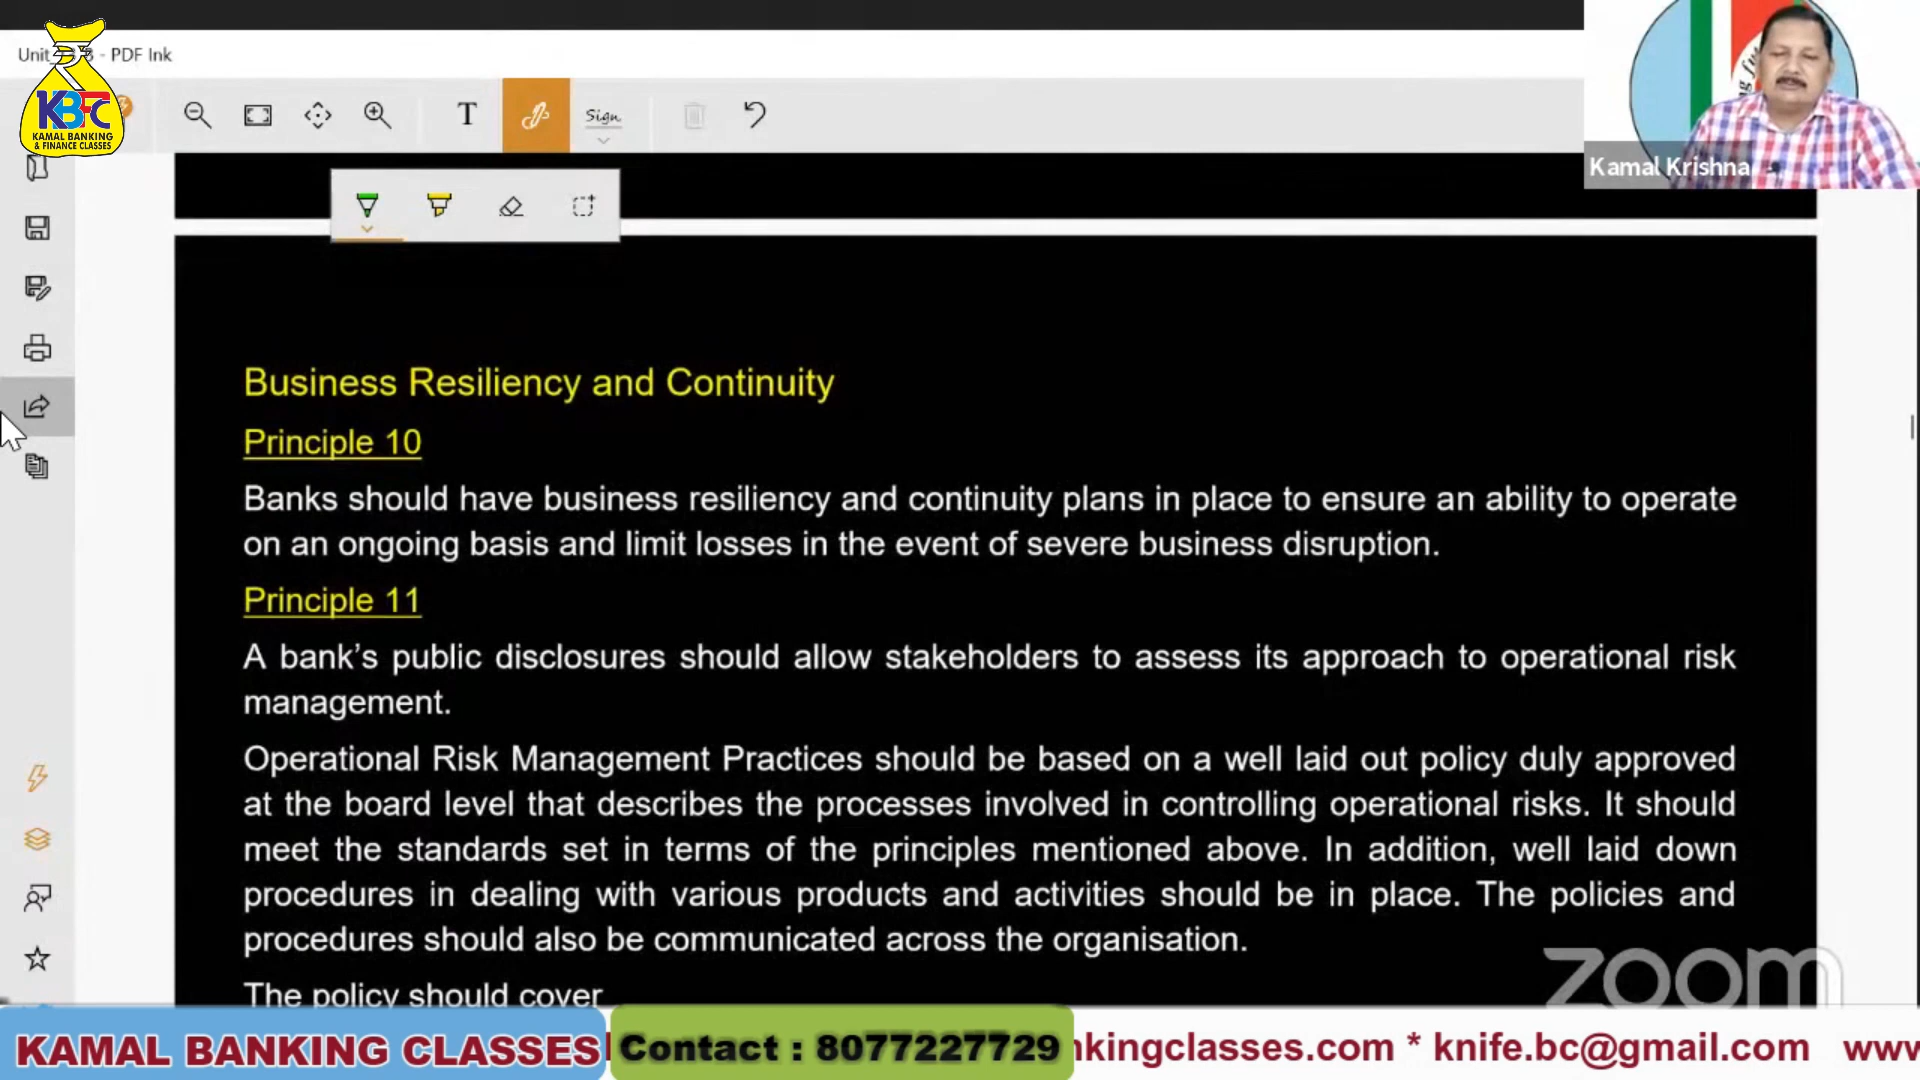 Unit
- PDF Ink
KBFC
KAMAL BANKING
& FINANCE CLASSES
T
Sign
Kamal Krishna
Business Resiliency and Continuity
Principle 10
Banks should have business resiliency and continuity plans in place to ensure an ability to operate
on an ongoing basis and limit losses in the event of severe business disruption.
Principle 11
A bank's public disclosures should allow stakeholders to assess its approach to operational risk
management.
Operational Risk Management Practices should be based on a well laid out policy duly approved
at the board level that describes the processes involved in controlling operational risks. It should
meet the standards set in terms of the principles mentioned above. In addition, well laid down
procedures in dealing with various products and activities should be in place. The policies and
procedures should also be communicated across the organisation.
The policy should cover
zoom
KAMAL BANKING CLASSES Contact : 8077227729 nkingclasses.com * knife.bc@gmail.com www